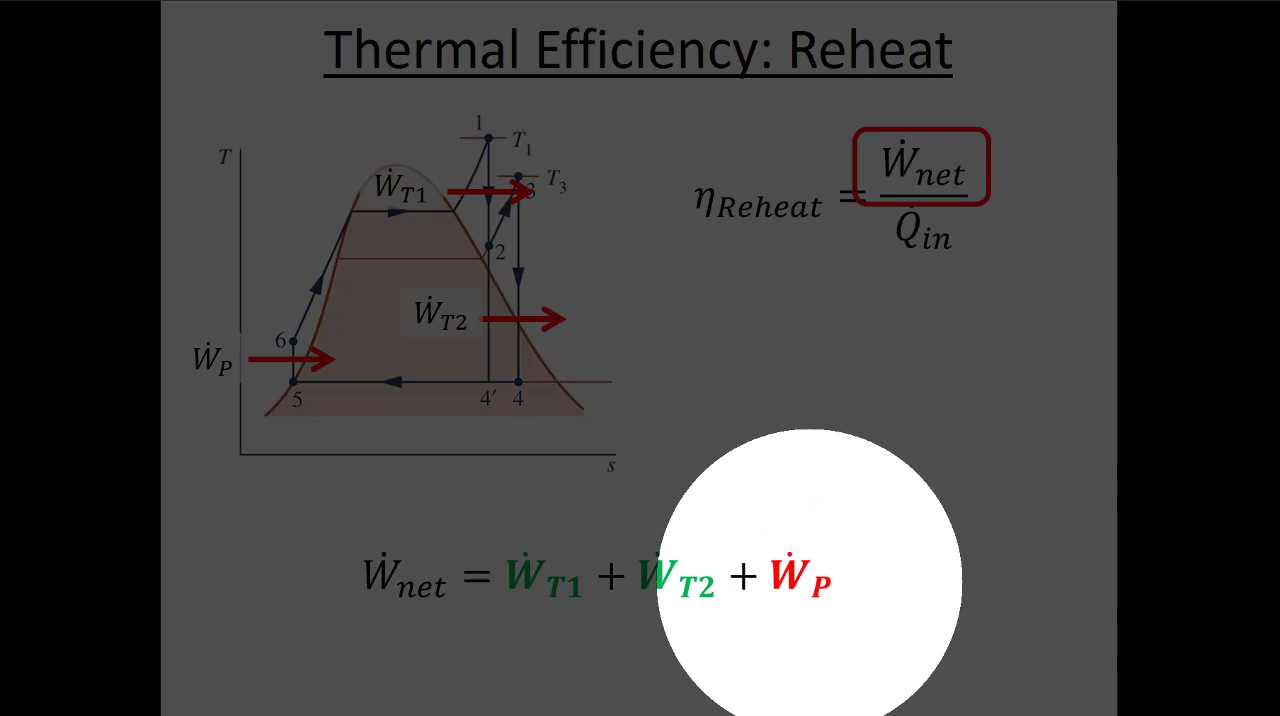 Thermal Efficiency: Reheat
T
1
T₁
3
T₃
Ẇ_T1
η_Reheat = Ẇ_net / Q̇_in
2
Ẇ_T2
6
Ẇ_P
5
4′
4
s
Ẇ_net = Ẇ_T1 + Ẇ_T2 + Ẇ_P